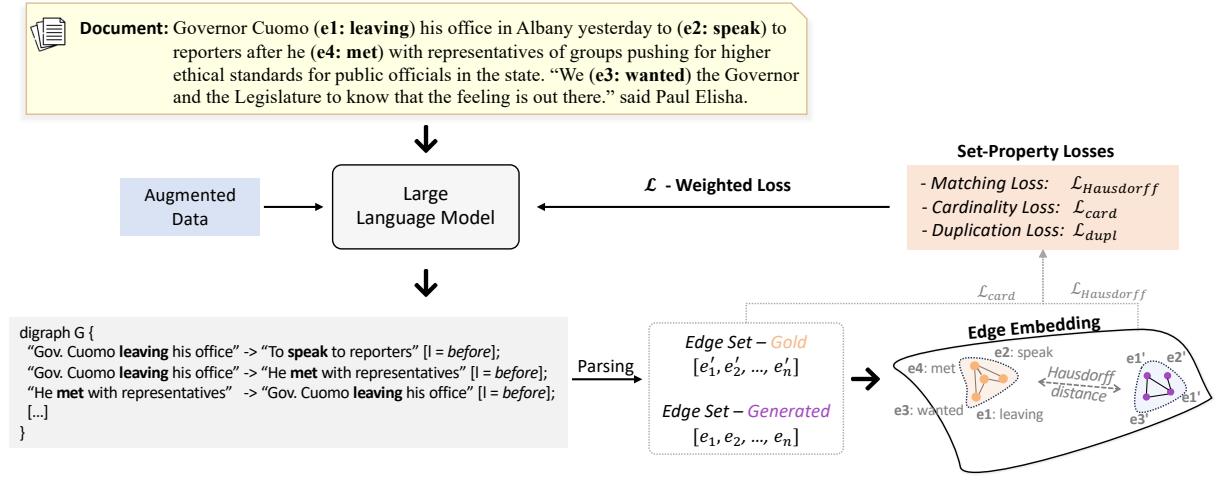 Document: Governor Cuomo (e1: leaving) his office in Albany yesterday to (e2: speak) to
reporters after he (e4: met) with representatives of groups pushing for higher
ethical standards for public officials in the state. “We (e3: wanted) the Governor
and the Legislature to know that the feeling is out there.” said Paul Elisha.
Augmented
Data
Large
Language Model
ℒ - Weighted Loss
Set-Property Losses
- Matching Loss: ℒ_Hausdorff
- Cardinality Loss: ℒ_card
- Duplication Loss: ℒ_dupl
ℒ_card
ℒ_Hausdorff
digraph G {
“Gov. Cuomo leaving his office” -> “To speak to reporters” [l = before];
“Gov. Cuomo leaving his office” -> “He met with representatives” [l = before];
“He met with representatives” -> “Gov. Cuomo leaving his office” [l = before];
[...]
}
Parsing
Edge Set – Gold
[e′₁, e′₂, ..., e′ₙ]
Edge Set – Generated
[e₁, e₂, ..., eₙ]
Edge Embedding
e2: speak
e4: met
e3: wanted
e1: leaving
Hausdorff
distance
e1'
e2'
e1'
e3'